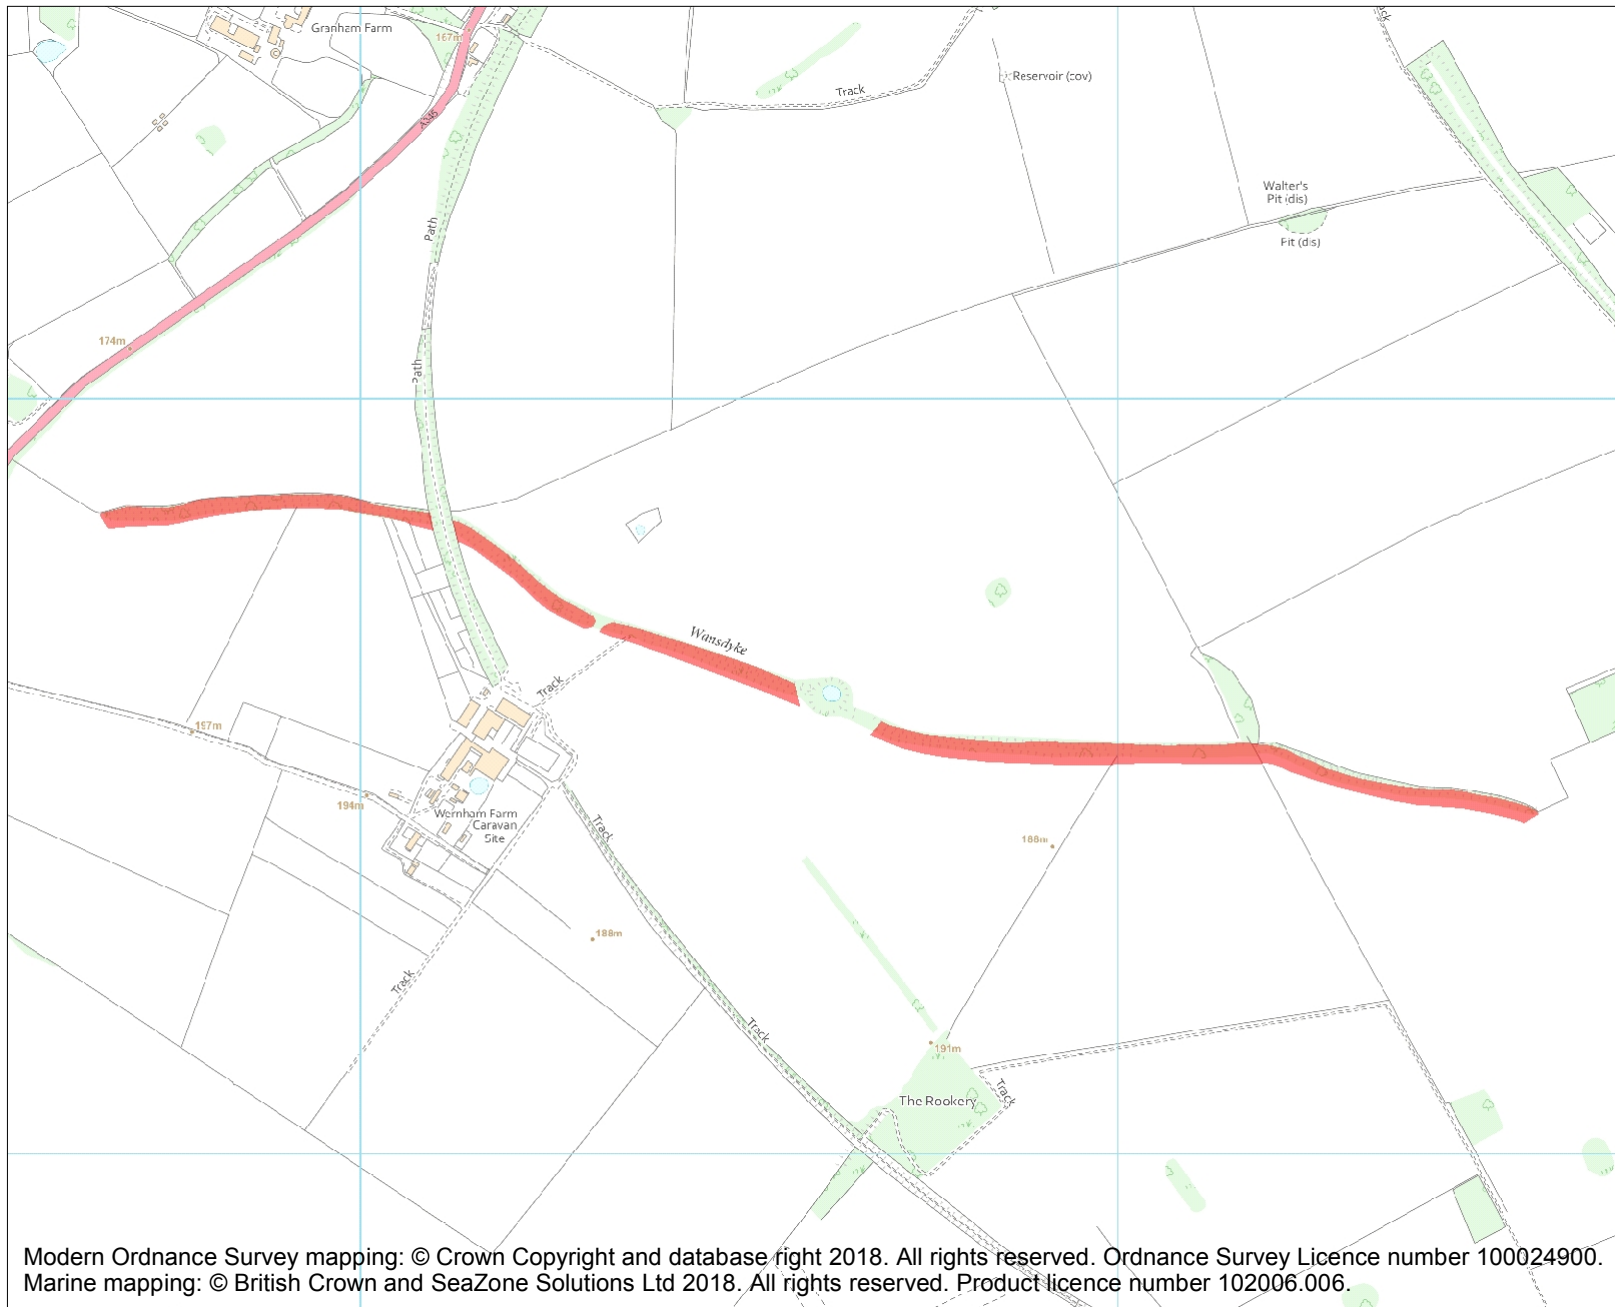 Granham Farm
167m
A345
Track
Reservoir (cov)
Walter's
Pit (dis)
Pit (dis)
Path
174m
Path
Wansdyke
Track
197m
194m
Wernham Farm
Caravan
Site
Track
188m
188m
Track
Track
191m
The Rookery
Track
Modern Ordnance Survey mapping: © Crown Copyright and database right 2018. All rights reserved. Ordnance Survey Licence number 100024900.
Marine mapping: © British Crown and SeaZone Solutions Ltd 2018. All rights reserved. Product licence number 102006.006.